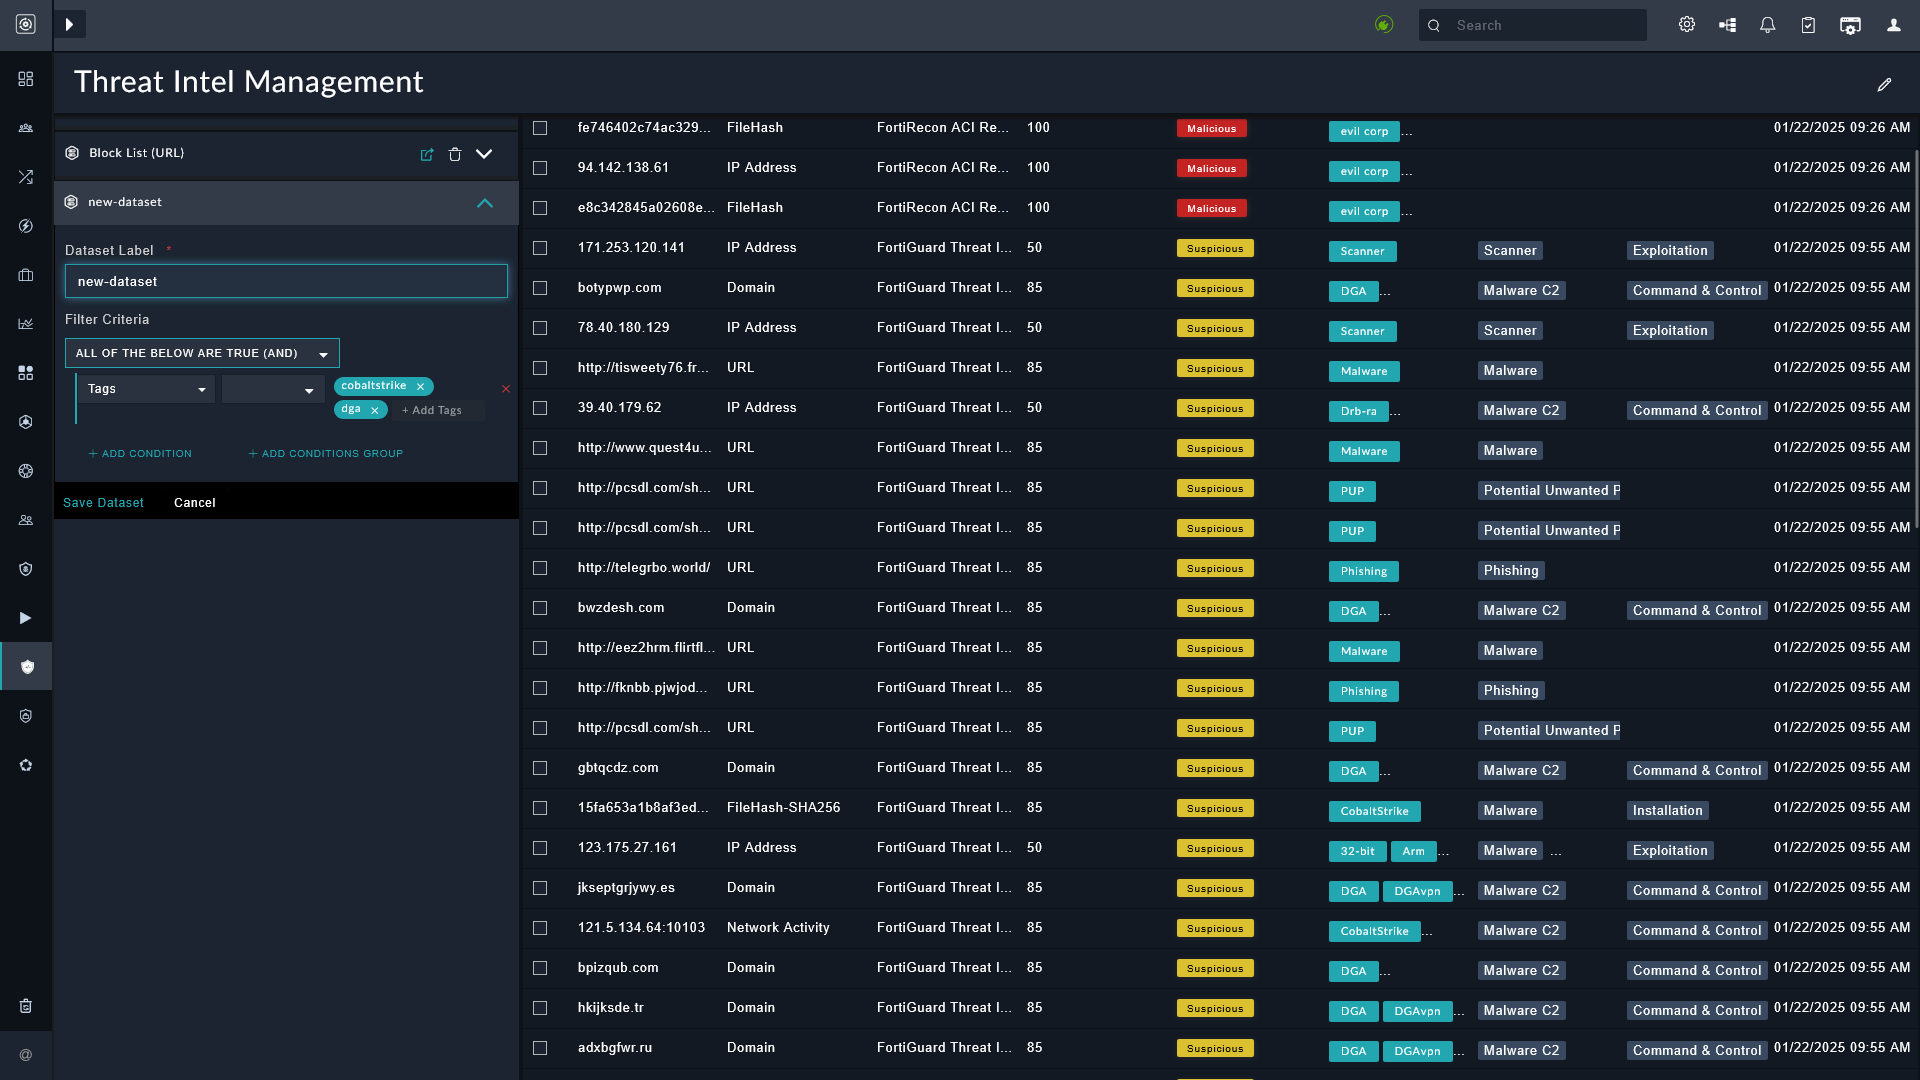 Search
Threat Intel Management
Block List (URL)
new-dataset
Dataset Label *
new-dataset
Filter Criteria
ALL OF THE BELOW ARE TRUE (AND)
Tags
cobaltstrike ×
dga ×
+ Add Tags
+ ADD CONDITION
+ ADD CONDITIONS GROUP
Save Dataset
Cancel
@
fe746402c74ac329... FileHash FortiRecon ACI Re... 100 Malicious evil corp ... 01/22/2025 09:26 AM
94.142.138.61 IP Address FortiRecon ACI Re... 100 Malicious evil corp ... 01/22/2025 09:26 AM
e8c342845a02608e... FileHash FortiRecon ACI Re... 100 Malicious evil corp ... 01/22/2025 09:26 AM
171.253.120.141 IP Address FortiGuard Threat I... 50 Suspicious Scanner Scanner Exploitation 01/22/2025 09:55 AM
botypwp.com Domain FortiGuard Threat I... 85 Suspicious DGA ... Malware C2 Command & Control 01/22/2025 09:55 AM
78.40.180.129 IP Address FortiGuard Threat I... 50 Suspicious Scanner Scanner Exploitation 01/22/2025 09:55 AM
http://tisweety76.fr... URL FortiGuard Threat I... 85 Suspicious Malware Malware 01/22/2025 09:55 AM
39.40.179.62 IP Address FortiGuard Threat I... 50 Suspicious Drb-ra ... Malware C2 Command & Control 01/22/2025 09:55 AM
http://www.quest4u... URL FortiGuard Threat I... 85 Suspicious Malware Malware 01/22/2025 09:55 AM
http://pcsdl.com/sh... URL FortiGuard Threat I... 85 Suspicious PUP Potential Unwanted P 01/22/2025 09:55 AM
http://pcsdl.com/sh... URL FortiGuard Threat I... 85 Suspicious PUP Potential Unwanted P 01/22/2025 09:55 AM
http://telegrbo.world/ URL FortiGuard Threat I... 85 Suspicious Phishing Phishing 01/22/2025 09:55 AM
bwzdesh.com Domain FortiGuard Threat I... 85 Suspicious DGA ... Malware C2 Command & Control 01/22/2025 09:55 AM
http://eez2hrm.flirtfl... URL FortiGuard Threat I... 85 Suspicious Malware Malware 01/22/2025 09:55 AM
http://fknbb.pjwjod... URL FortiGuard Threat I... 85 Suspicious Phishing Phishing 01/22/2025 09:55 AM
http://pcsdl.com/sh... URL FortiGuard Threat I... 85 Suspicious PUP Potential Unwanted P 01/22/2025 09:55 AM
gbtqcdz.com Domain FortiGuard Threat I... 85 Suspicious DGA ... Malware C2 Command & Control 01/22/2025 09:55 AM
15fa653a1b8af3ed... FileHash-SHA256 FortiGuard Threat I... 85 Suspicious CobaltStrike Malware Installation 01/22/2025 09:55 AM
123.175.27.161 IP Address FortiGuard Threat I... 50 Suspicious 32-bit Arm ... Malware ... Exploitation 01/22/2025 09:55 AM
jkseptgrjywy.es Domain FortiGuard Threat I... 85 Suspicious DGA DGAvpn ... Malware C2 Command & Control 01/22/2025 09:55 AM
121.5.134.64:10103 Network Activity FortiGuard Threat I... 85 Suspicious CobaltStrike ... Malware C2 Command & Control 01/22/2025 09:55 AM
bpizqub.com Domain FortiGuard Threat I... 85 Suspicious DGA ... Malware C2 Command & Control 01/22/2025 09:55 AM
hkijksde.tr Domain FortiGuard Threat I... 85 Suspicious DGA DGAvpn ... Malware C2 Command & Control 01/22/2025 09:55 AM
adxbgfwr.ru Domain FortiGuard Threat I... 85 Suspicious DGA DGAvpn ... Malware C2 Command & Control 01/22/2025 09:55 AM